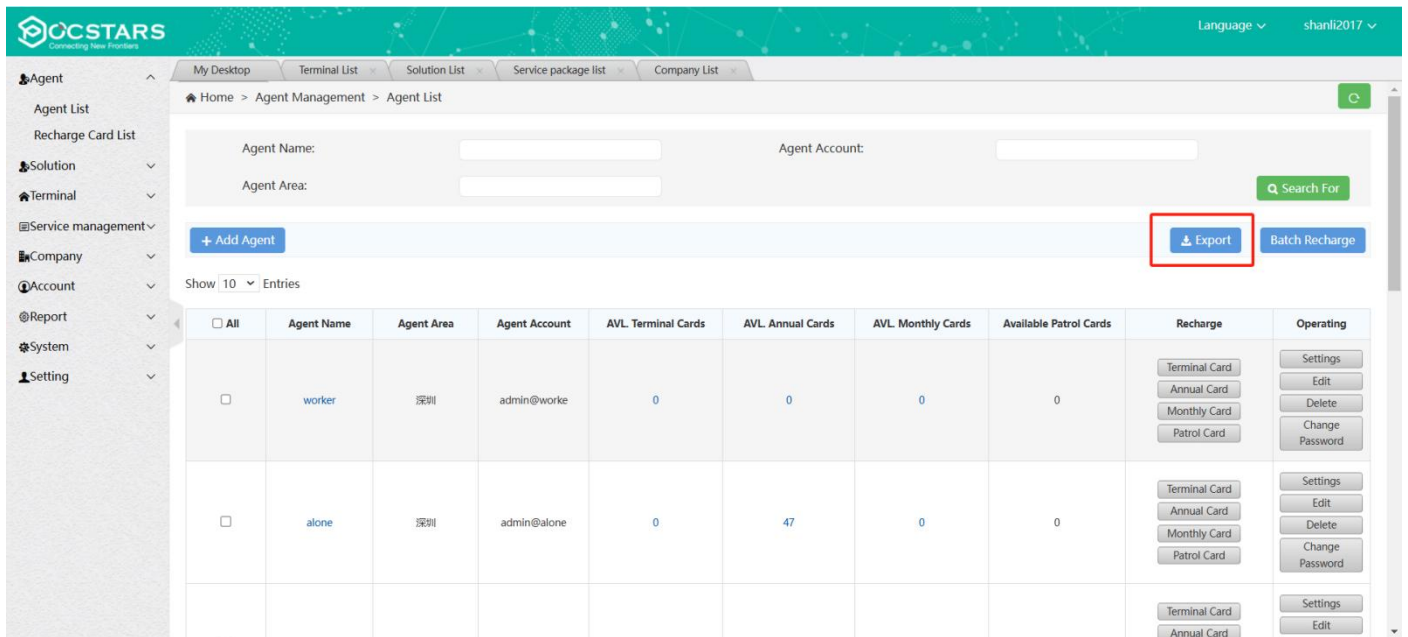 POCSTARS
Connecting New Frontiers
Language
shanli2017
Agent
Agent List
Recharge Card List
Solution
Terminal
Service management
Company
Account
Report
System
Setting
My Desktop
Terminal List ×
Solution List ×
Service package list ×
Company List ×
Home > Agent Management > Agent List
Agent Name:
Agent Account:
Agent Area:
Search For
+ Add Agent
Export
Batch Recharge
Show 10 Entries
All Agent Name Agent Area Agent Account AVL. Terminal Cards AVL. Annual Cards AVL. Monthly Cards Available Patrol Cards Recharge Operating
worker 深圳 admin@worke 0 0 0 0
Terminal Card
Annual Card
Monthly Card
Patrol Card
Settings
Edit
Delete
Change
Password
alone 深圳 admin@alone 0 47 0 0
Terminal Card
Annual Card
Monthly Card
Patrol Card
Settings
Edit
Delete
Change
Password
Terminal Card
Annual Card
Settings
Edit